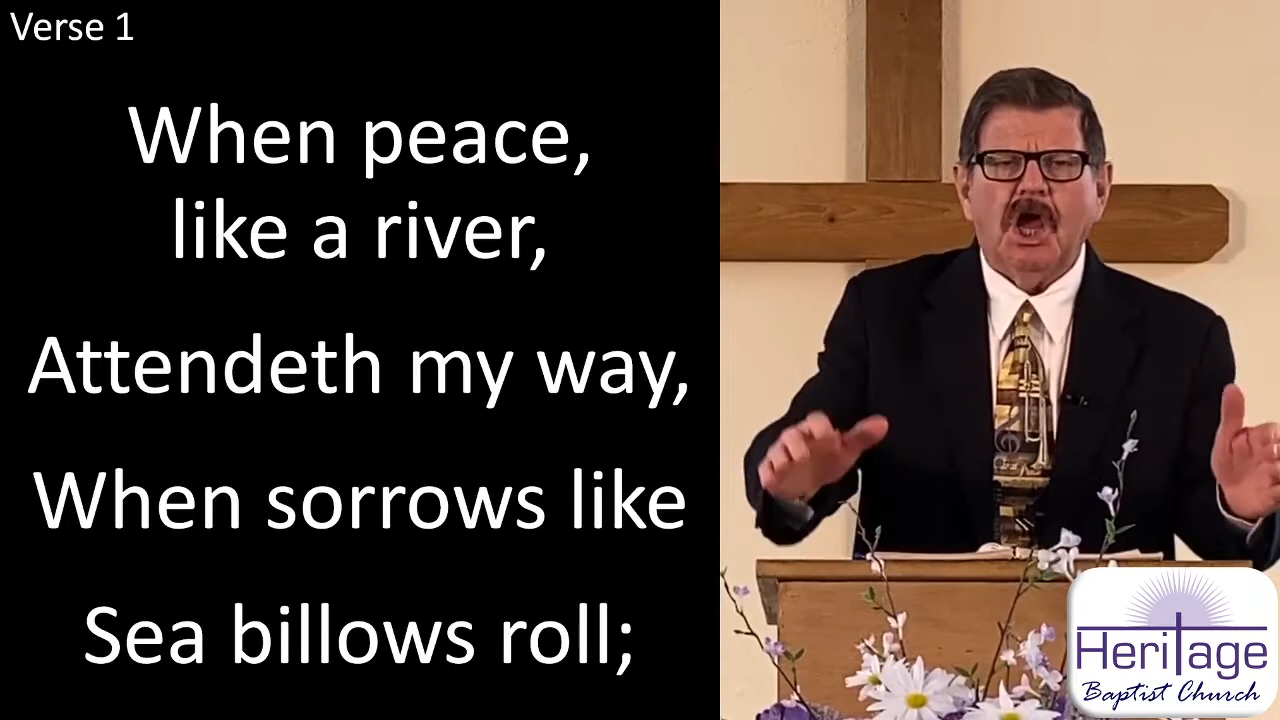 Verse 1
When peace,
like a river,
Attendeth my way,
When sorrows like
Sea billows roll;
Heritage
Baptist Church